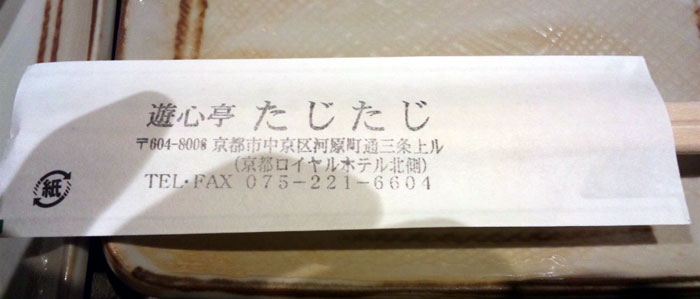 遊心亭 たじたじ
〒604-8008 京都市中京区河原町通三条上ル
(京都ロイヤルホテル北側)
TEL・FAX 075-221-6604
紙